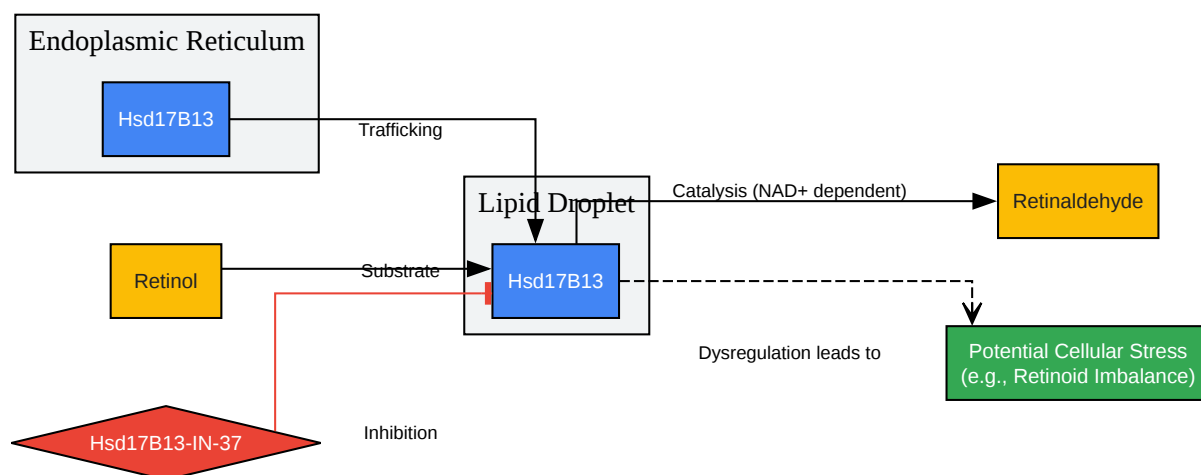 Endoplasmic Reticulum
Hsd17B13
Trafficking
Lipid Droplet
Catalysis (NAD+ dependent)
Retinaldehyde
Retinol
Substrate
Hsd17B13
Dysregulation leads to
Potential Cellular Stress
(e.g., Retinoid Imbalance)
Hsd17B13-IN-37
Inhibition